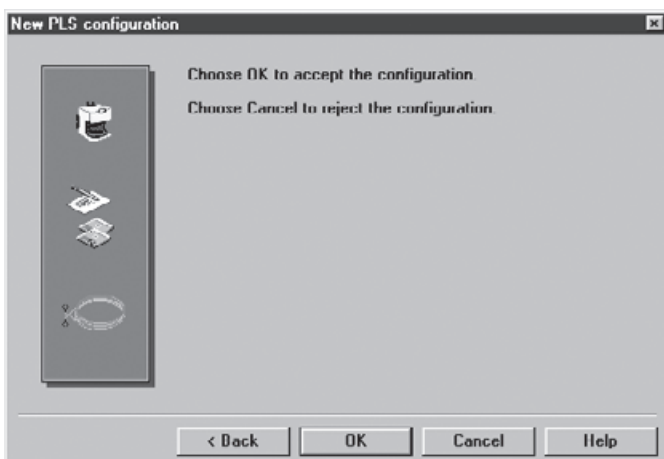 New PLS configuration
Choose OK to accept the configuration.
Choose Cancel to reject the configuration.
< Back OK Cancel Help